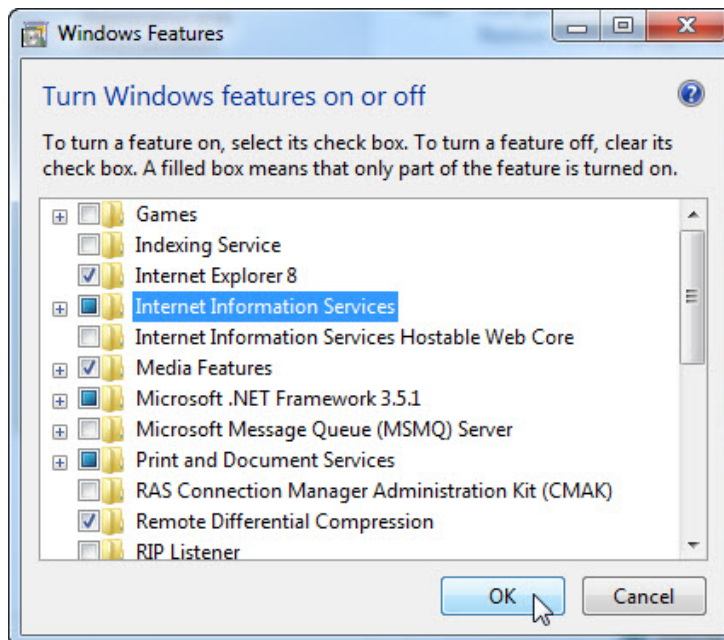 Windows Features
Turn Windows features on or off
To turn a feature on, select its check box. To turn a feature off, clear its
check box. A filled box means that only part of the feature is turned on.
Games
Indexing Service
Internet Explorer 8
Internet Information Services
Internet Information Services Hostable Web Core
Media Features
Microsoft .NET Framework 3.5.1
Microsoft Message Queue (MSMQ) Server
Print and Document Services
RAS Connection Manager Administration Kit (CMAK)
Remote Differential Compression
RIP Listener
OK Cancel